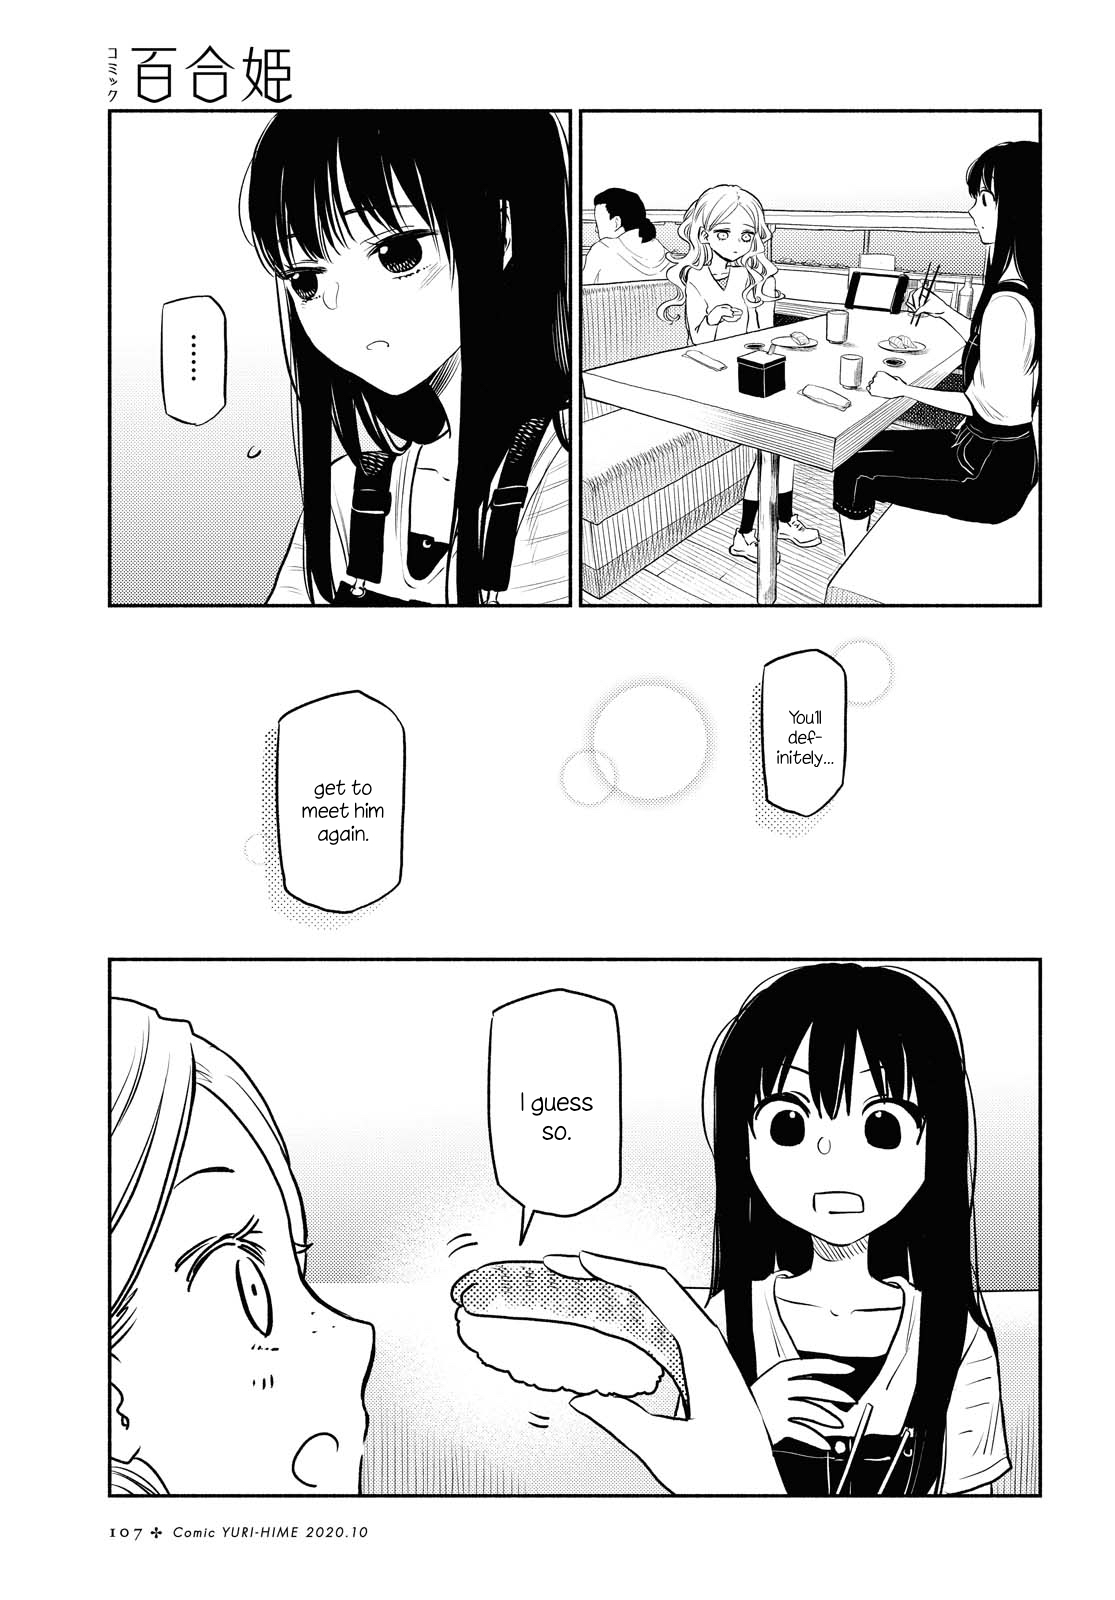 コミック
百合姫
⋯⋯⋯
You'll
def-
initely...
get to
meet him
again.
I guess
so.
107 ✣ Comic YURI-HIME 2020.10